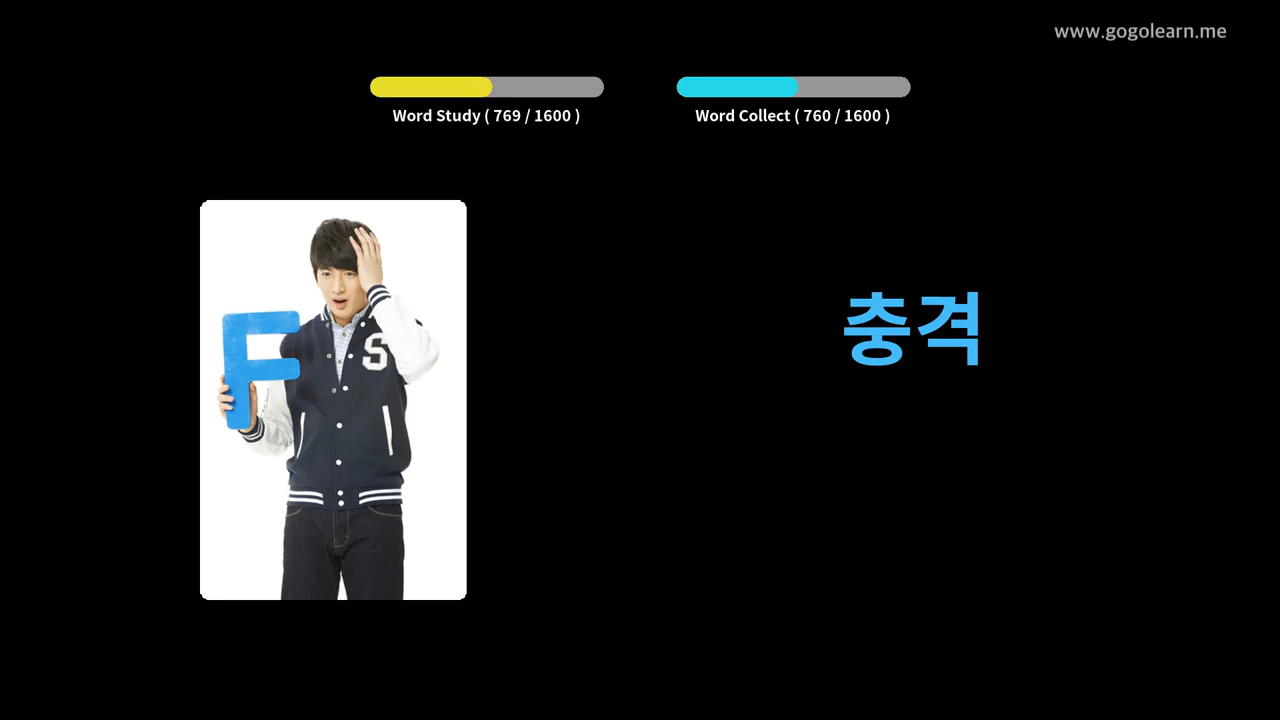 www.gogolearn.me
Word Study ( 769 / 1600 )
Word Collect ( 760 / 1600 )
F
S
충격